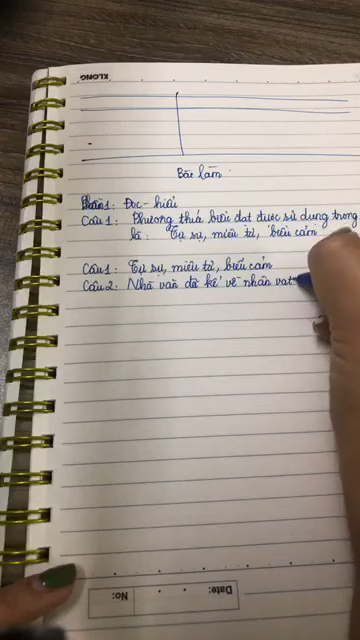 KLONG
Bài làm
Phần 1: Đọc - hiểu
Câu 1: Phương thức biểu đạt được sử dụng trong
là: Tự sự, miêu tả, biểu cảm
Câu 1: Tự sự, miêu tả, biểu cảm
Câu 2: Nhà văn đã kể về nhân vật
No:
Date: